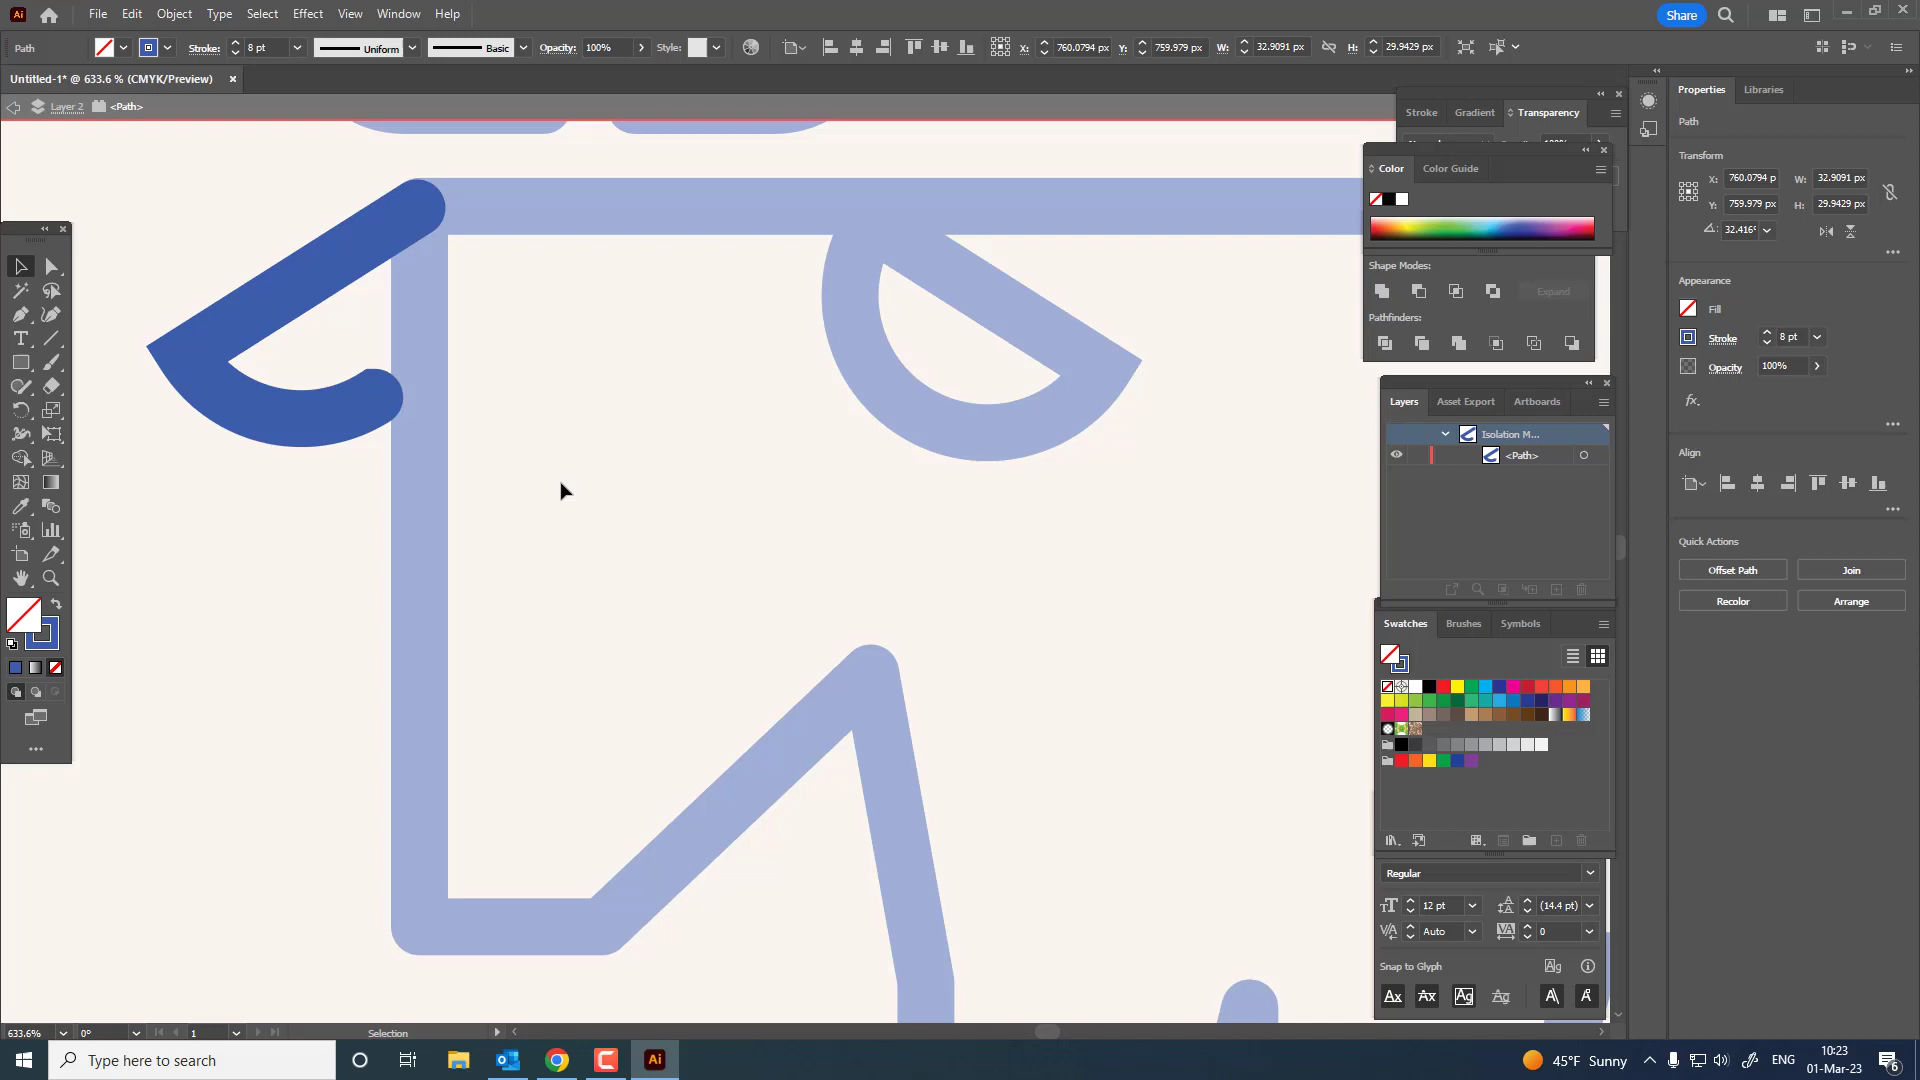 Ai File Edit Object Type Select Effect View Window Help Share
Path Stroke: 8 pt Uniform Basic Opacity: 100% Style: X: 760.0794 px Y: 759.979 px W: 32.9091 px H: 29.9429 px
Untitled-1* @ 633.6 % (CMYK/Preview) ×
Layer 2 <Path>
Stroke Gradient Transparency
Color Color Guide
Shape Modes:
Expand
Pathfinders:
Layers Asset Export Artboards
Isolation M...
<Path>
Swatches Brushes Symbols
Regular
12 pt (14.4 pt)
Auto 0
Snap to Glyph
Properties Libraries
Path
Transform
X: 760.0794 p W: 32.9091 px
Y: 759.979 px H: 29.9429 px
32.416°
Appearance
Fill
Stroke 8 pt
Opacity 100%
fx.
Align
Quick Actions
Offset Path Join
Recolor Arrange
633.6% 0° 1 Selection
Type here to search
Ai
45°F Sunny ENG 10:23
01-Mar-23 6